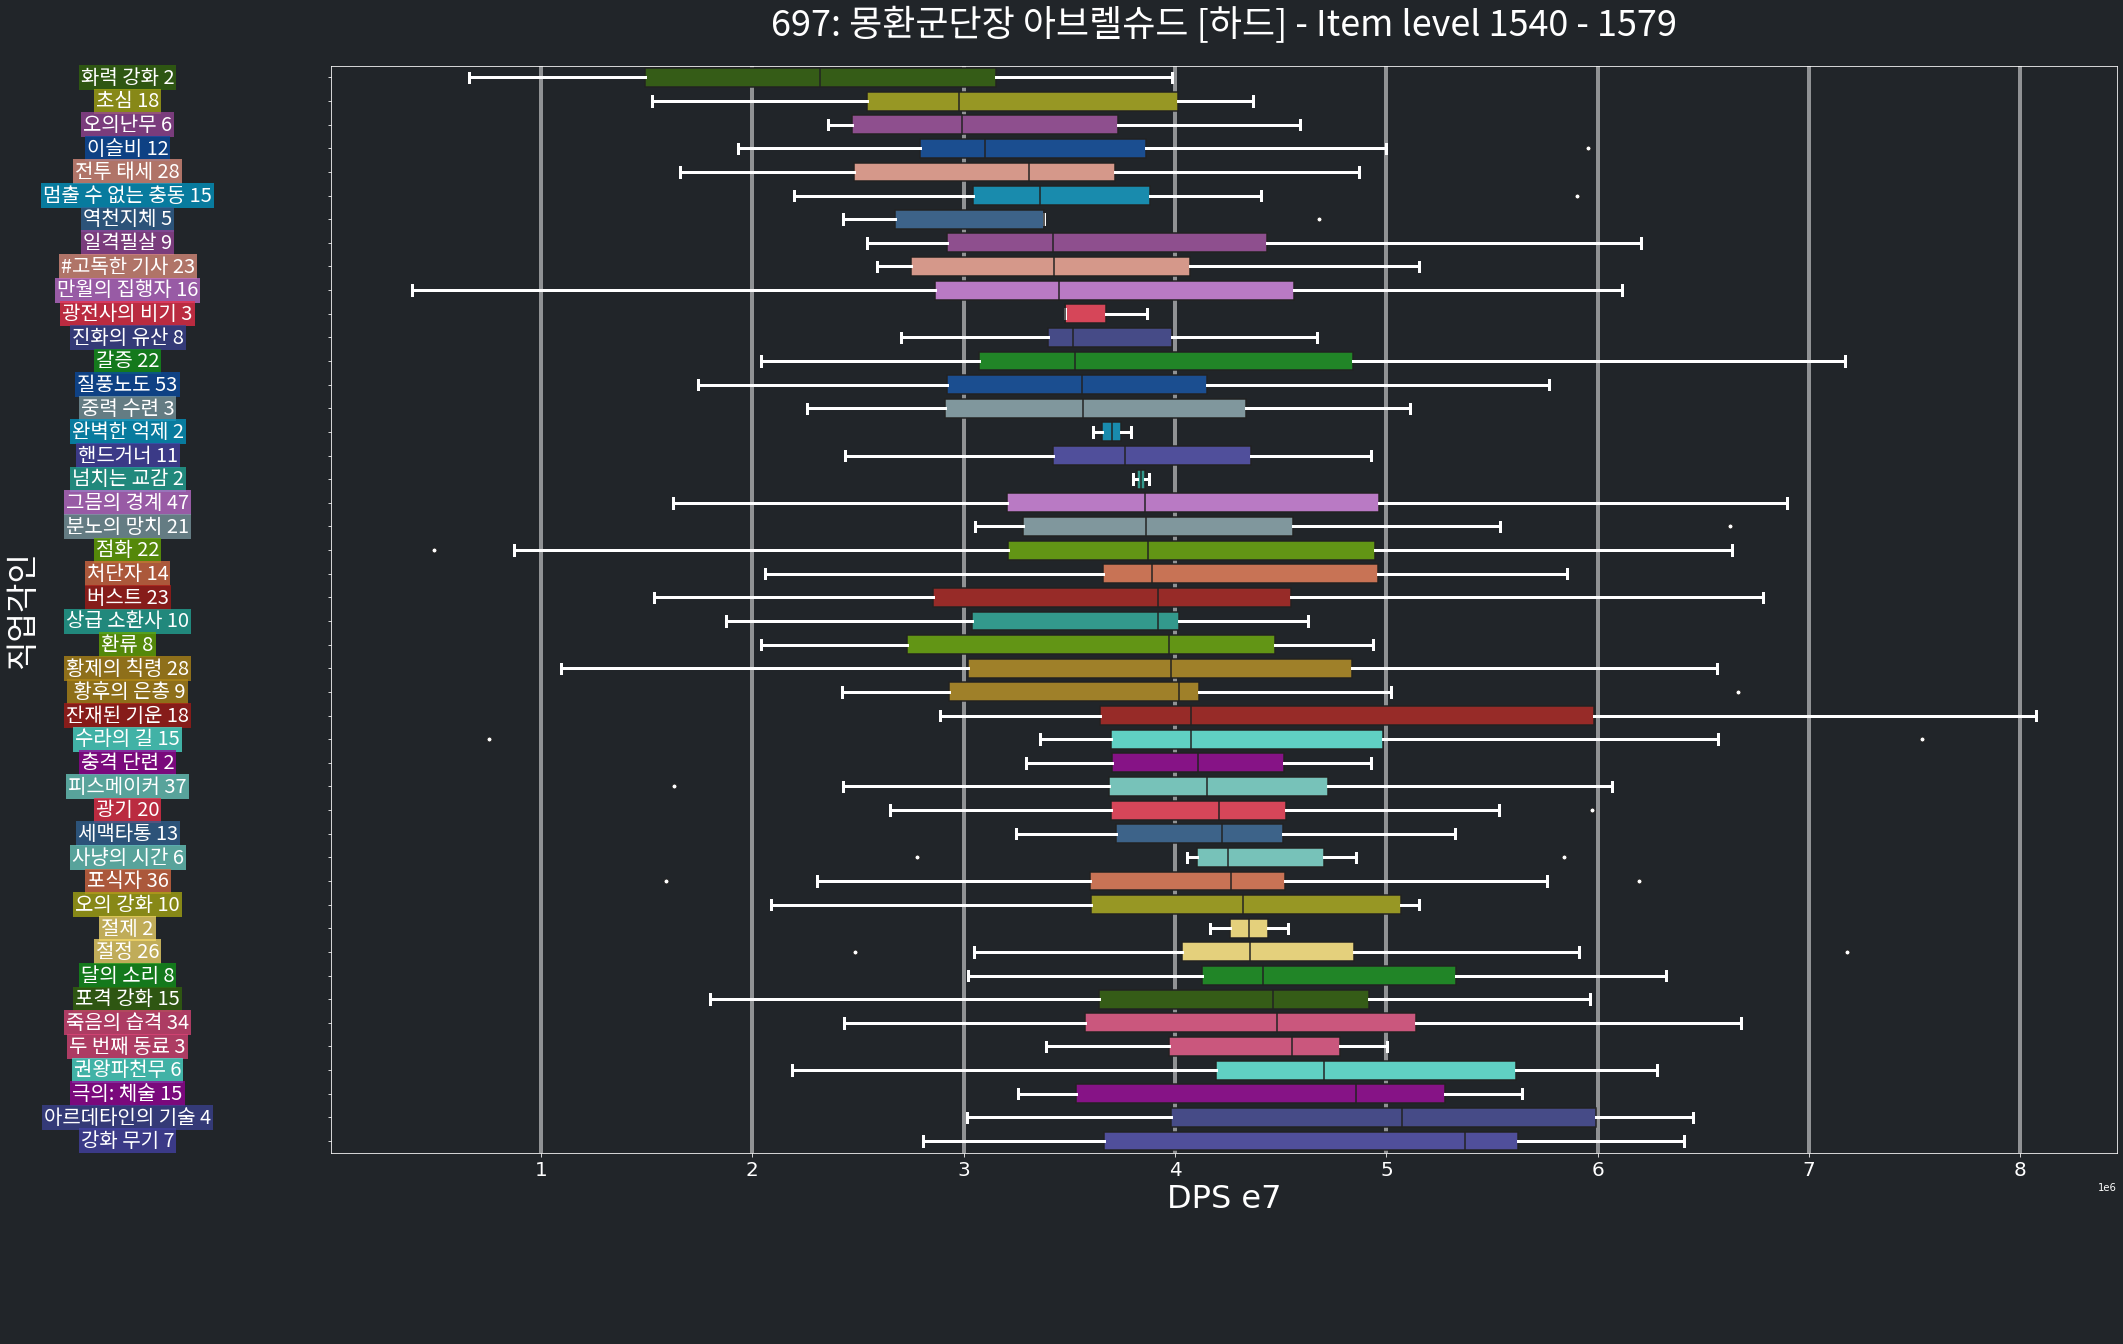 697: 몽환군단장 아브렐슈드 [하드] - Item level 1540 - 1579
화력 강화 2
초심 18
오의난무 6
이슬비 12
전투 태세 28
멈출 수 없는 충동 15
역천지체 5
일격필살 9
#고독한 기사 23
만월의 집행자 16
광전사의 비기 3
진화의 유산 8
갈증 22
질풍노도 53
중력 수련 3
완벽한 억제 2
핸드거너 11
넘치는 교감 2
그믐의 경계 47
분노의 망치 21
점화 22
처단자 14
버스트 23
상급 소환사 10
환류 8
황제의 칙령 28
황후의 은총 9
잔재된 기운 18
수라의 길 15
충격 단련 2
피스메이커 37
광기 20
세맥타통 13
사냥의 시간 6
포식자 36
오의 강화 10
절제 2
절정 26
달의 소리 8
포격 강화 15
죽음의 습격 34
두 번째 동료 3
권왕파천무 6
극의: 체술 15
아르데타인의 기술 4
강화 무기 7
직업각인
1 2 3 4 5 6 7 8
1e6
DPS e7